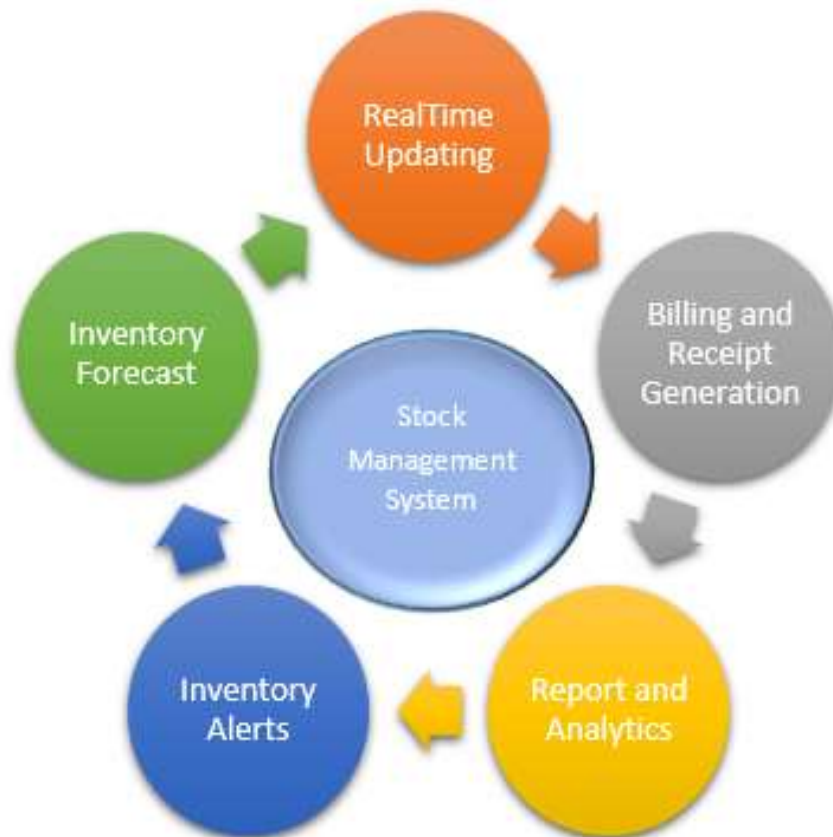 RealTime
Updating
Billing and
Receipt
Generation
Report and
Analytics
Inventory
Alerts
Inventory
Forecast
Stock
Management
System